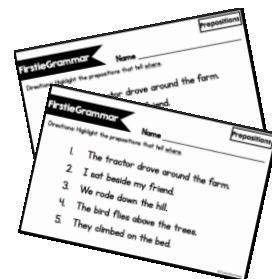 Prepositions
FirstieGrammar
Name
Directions: Highlight the prepositions that tell where.
tractor drove around the farm.
friend.
FirstieGrammar
Prepositions
Name
Directions: Highlight the prepositions that tell where.
1. The tractor drove around the farm.
2. I sat beside my friend.
3. We rode down the hill.
4. The bird flies above the trees.
5. They climbed on the bed.